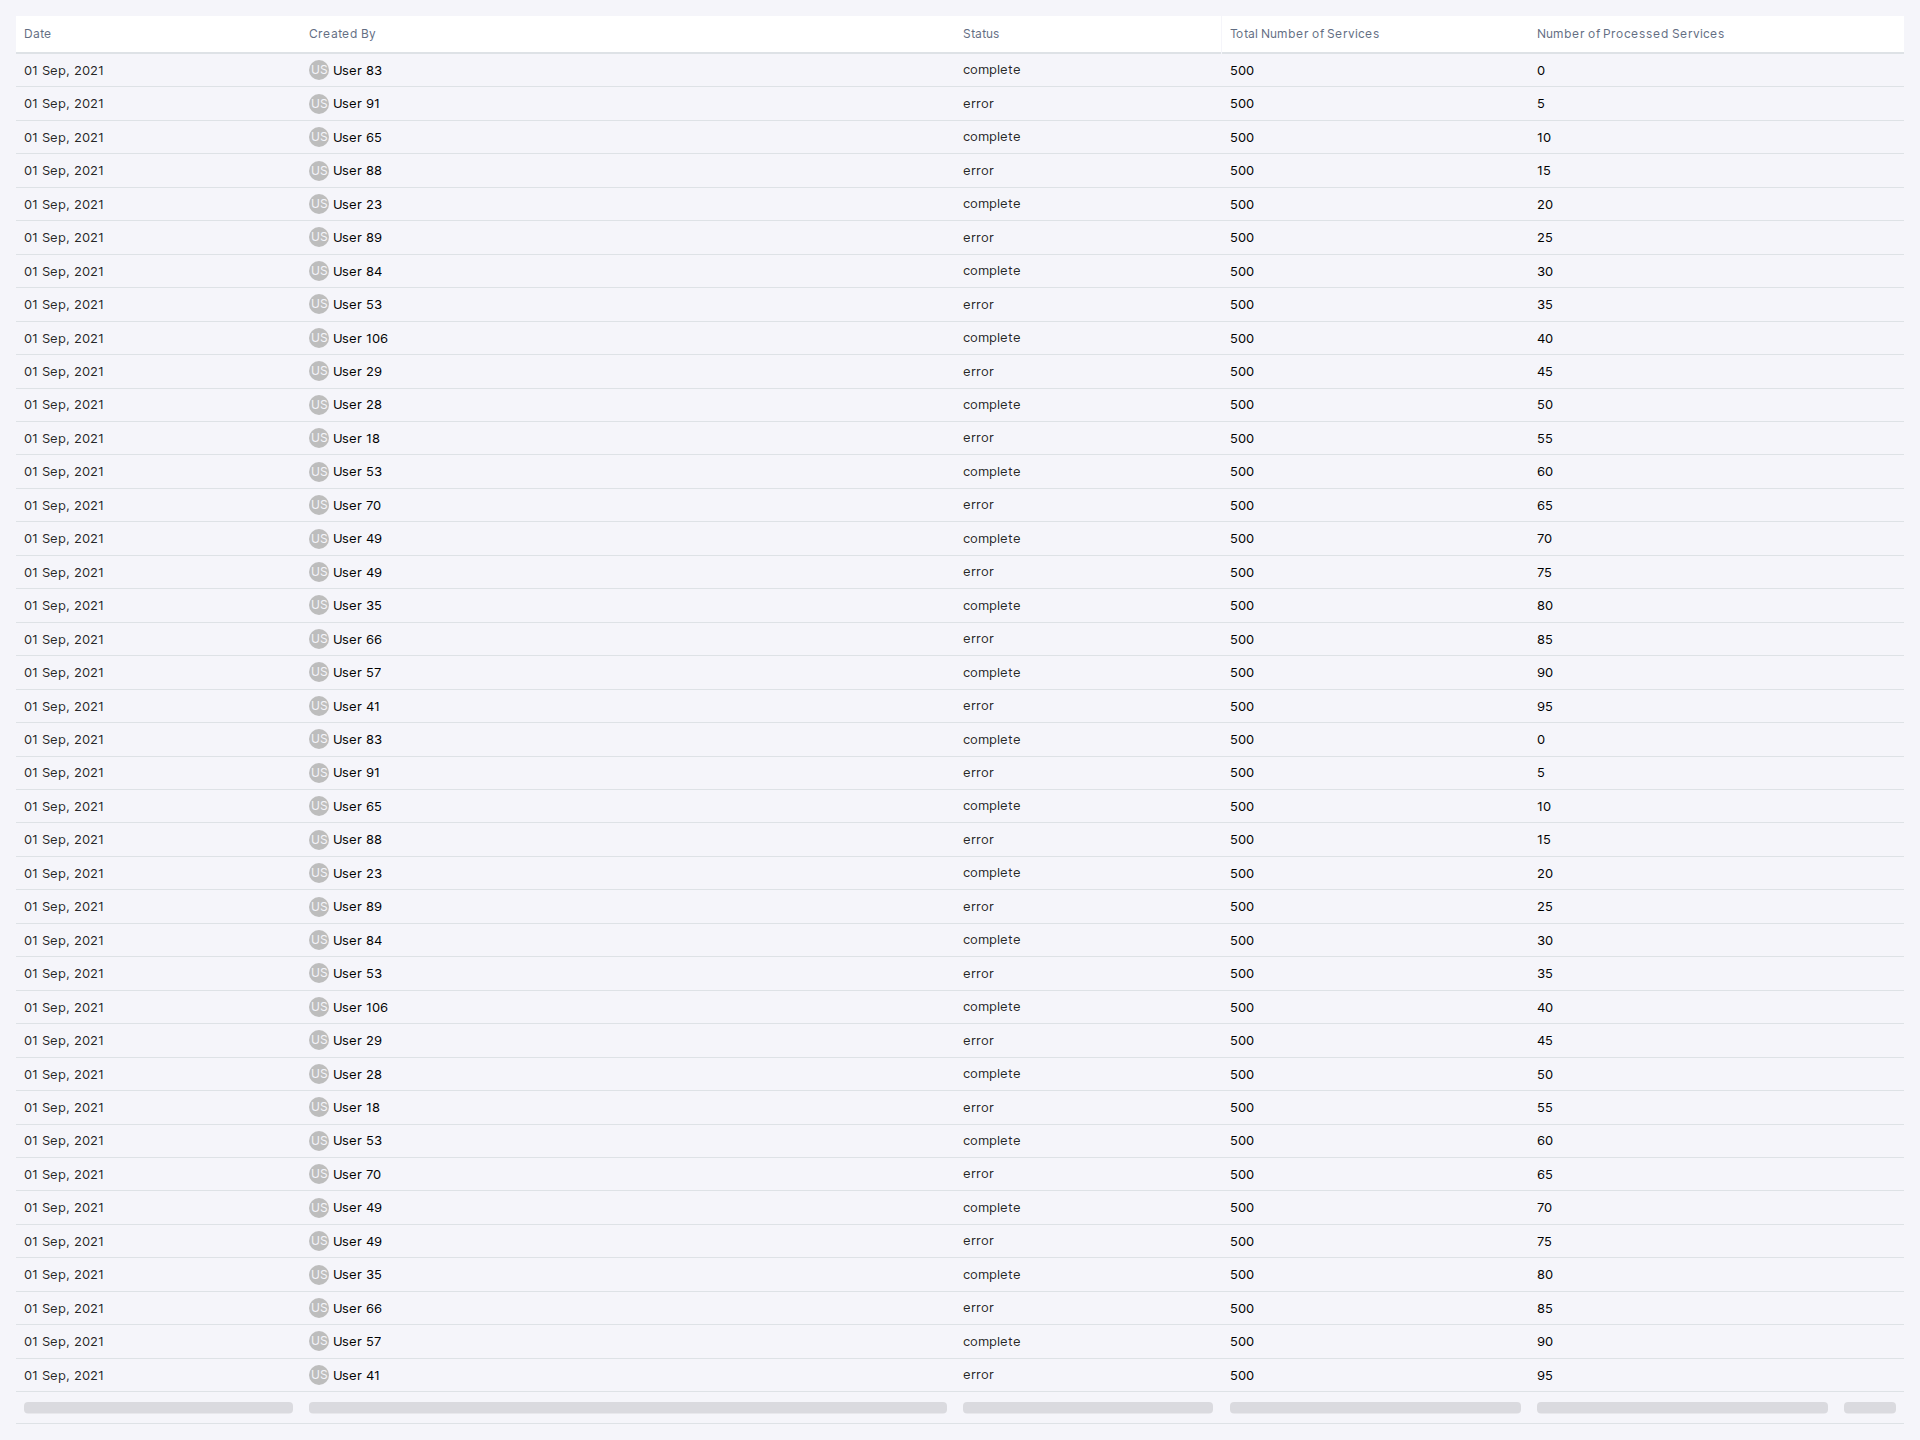 Date Created By Status Total Number of Services Number of Processed Services
01 Sep, 2021 US User 83 complete 500 0
01 Sep, 2021 US User 91 error 500 5
01 Sep, 2021 US User 65 complete 500 10
01 Sep, 2021 US User 88 error 500 15
01 Sep, 2021 US User 23 complete 500 20
01 Sep, 2021 US User 89 error 500 25
01 Sep, 2021 US User 84 complete 500 30
01 Sep, 2021 US User 53 error 500 35
01 Sep, 2021 US User 106 complete 500 40
01 Sep, 2021 US User 29 error 500 45
01 Sep, 2021 US User 28 complete 500 50
01 Sep, 2021 US User 18 error 500 55
01 Sep, 2021 US User 53 complete 500 60
01 Sep, 2021 US User 70 error 500 65
01 Sep, 2021 US User 49 complete 500 70
01 Sep, 2021 US User 49 error 500 75
01 Sep, 2021 US User 35 complete 500 80
01 Sep, 2021 US User 66 error 500 85
01 Sep, 2021 US User 57 complete 500 90
01 Sep, 2021 US User 41 error 500 95
01 Sep, 2021 US User 83 complete 500 0
01 Sep, 2021 US User 91 error 500 5
01 Sep, 2021 US User 65 complete 500 10
01 Sep, 2021 US User 88 error 500 15
01 Sep, 2021 US User 23 complete 500 20
01 Sep, 2021 US User 89 error 500 25
01 Sep, 2021 US User 84 complete 500 30
01 Sep, 2021 US User 53 error 500 35
01 Sep, 2021 US User 106 complete 500 40
01 Sep, 2021 US User 29 error 500 45
01 Sep, 2021 US User 28 complete 500 50
01 Sep, 2021 US User 18 error 500 55
01 Sep, 2021 US User 53 complete 500 60
01 Sep, 2021 US User 70 error 500 65
01 Sep, 2021 US User 49 complete 500 70
01 Sep, 2021 US User 49 error 500 75
01 Sep, 2021 US User 35 complete 500 80
01 Sep, 2021 US User 66 error 500 85
01 Sep, 2021 US User 57 complete 500 90
01 Sep, 2021 US User 41 error 500 95